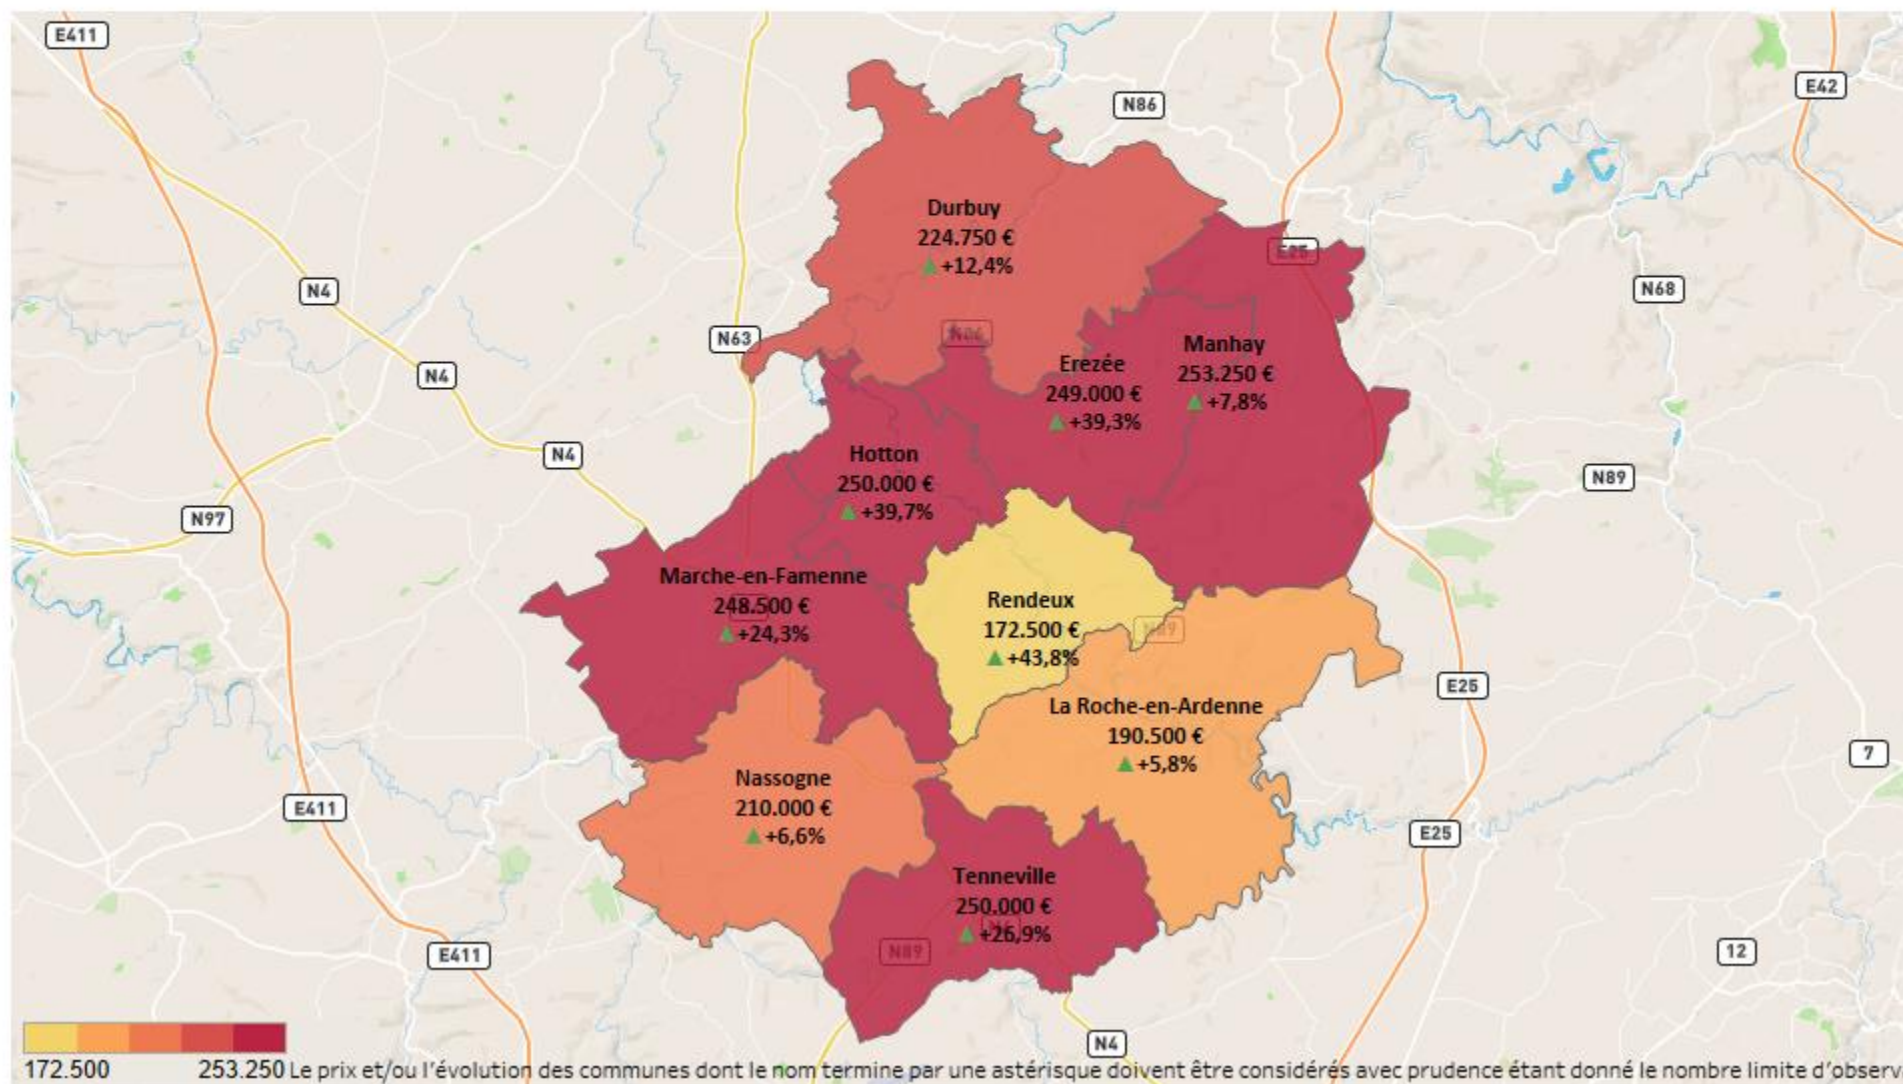 E411
E42
N86
Durbuy
224.750 €
▲ +12,4%
E25
N4
N68
N63
N86
Manhay
253.250 €
▲ +7,8%
Erezée
249.000 €
▲ +39,3%
N4
Hotton
250.000 €
▲ +39,7%
N4
N89
N97
Marche-en-Famenne
248.500 €
▲ +24,3%
Rendeux
172.500 €
▲ +43,8%
N89
E25
La Roche-en-Ardenne
190.500 €
▲ +5,8%
7
Nassogne
210.000 €
▲ +6,6%
E411
E25
Tenneville
250.000 €
▲ +26,9%
N89
E411
12
N4
172.500
253.250
Le prix et/ou l'évolution des communes dont le nom termine par une astérisque doivent être considérés avec prudence étant donné le nombre limite d'observ